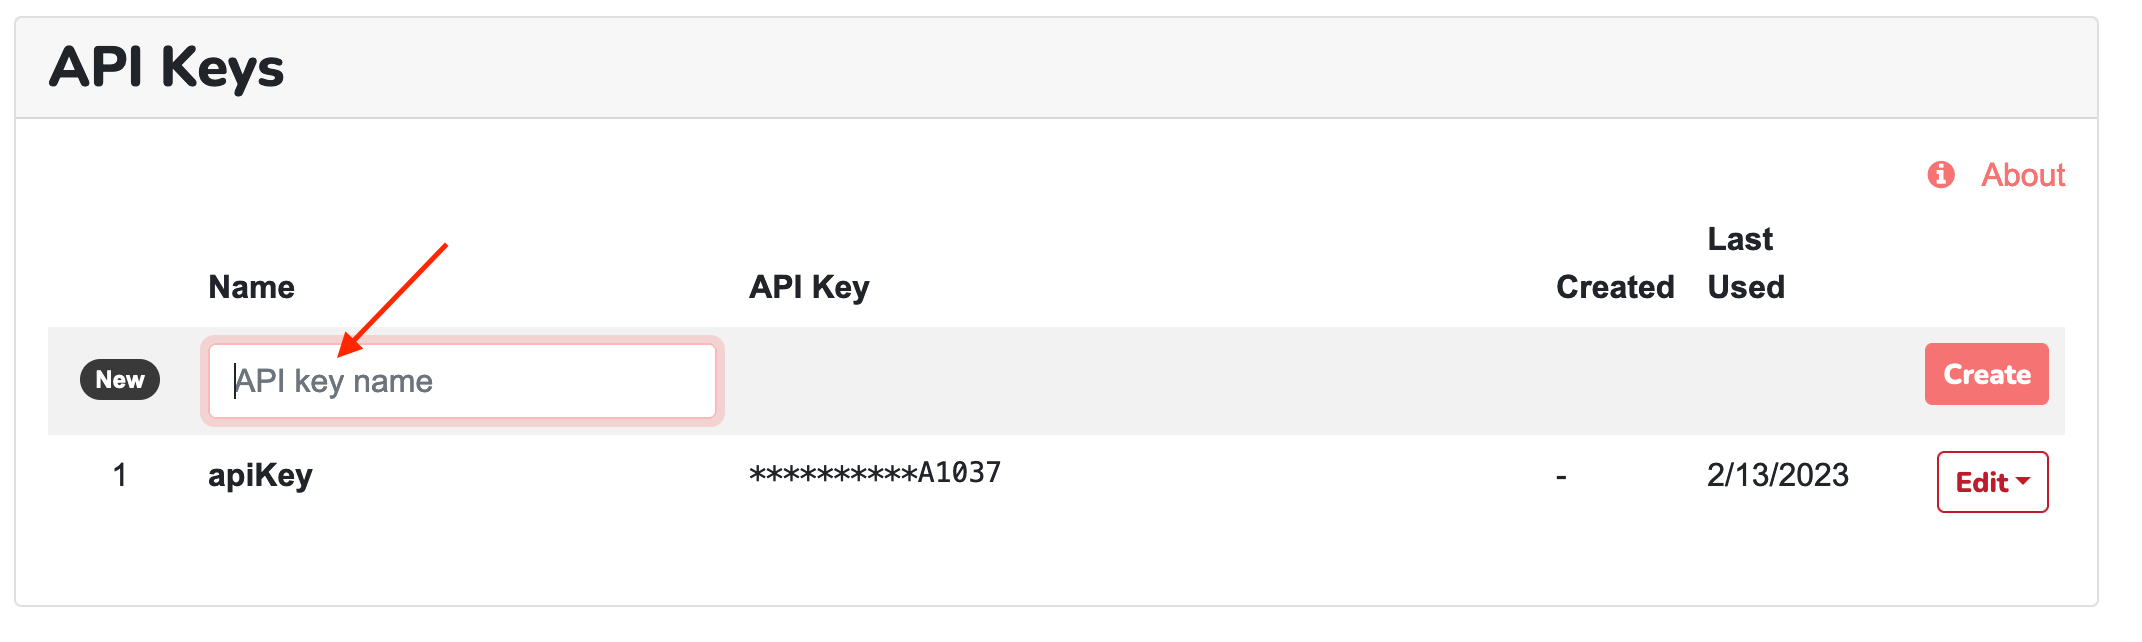 API Keys
About
Name API Key Created Last Used
New API key name Create
1 apiKey **********A1037 - 2/13/2023 Edit